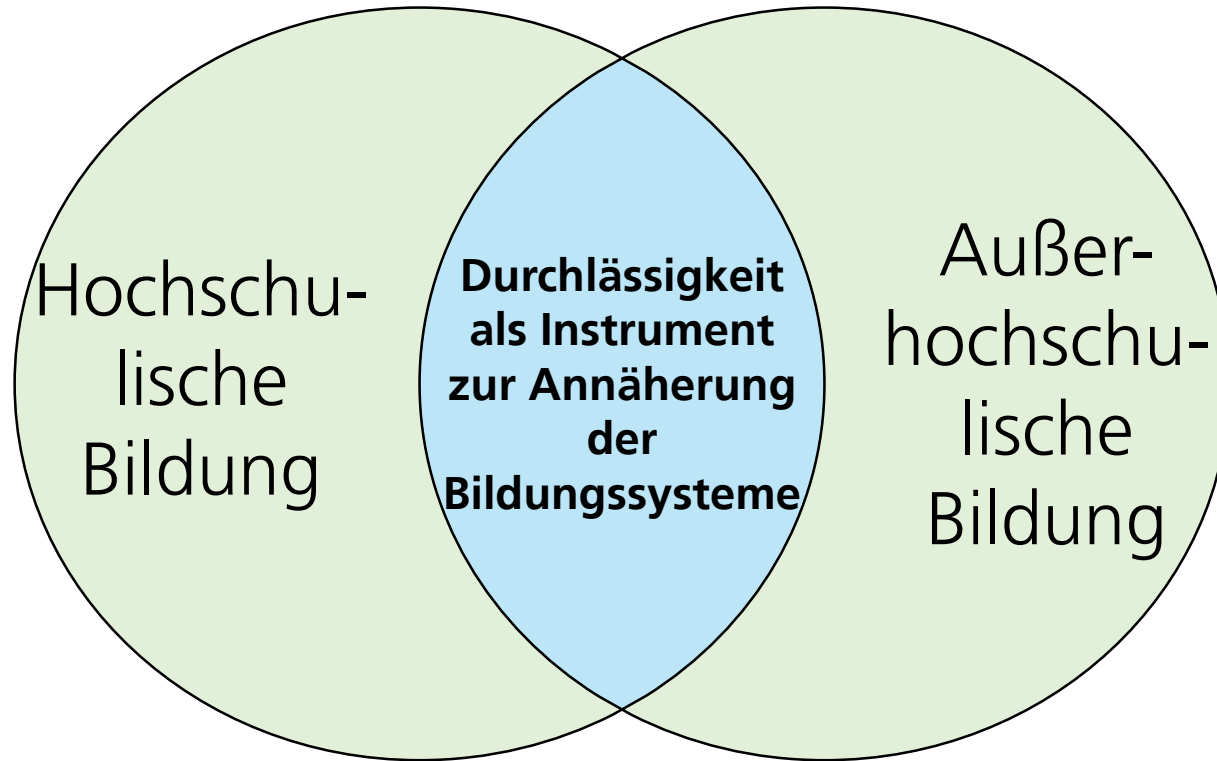 Hochschu-
lische
Bildung
Durchlässigkeit
als Instrument
zur Annäherung
der
Bildungssysteme
Außer-
hochschu-
lische
Bildung